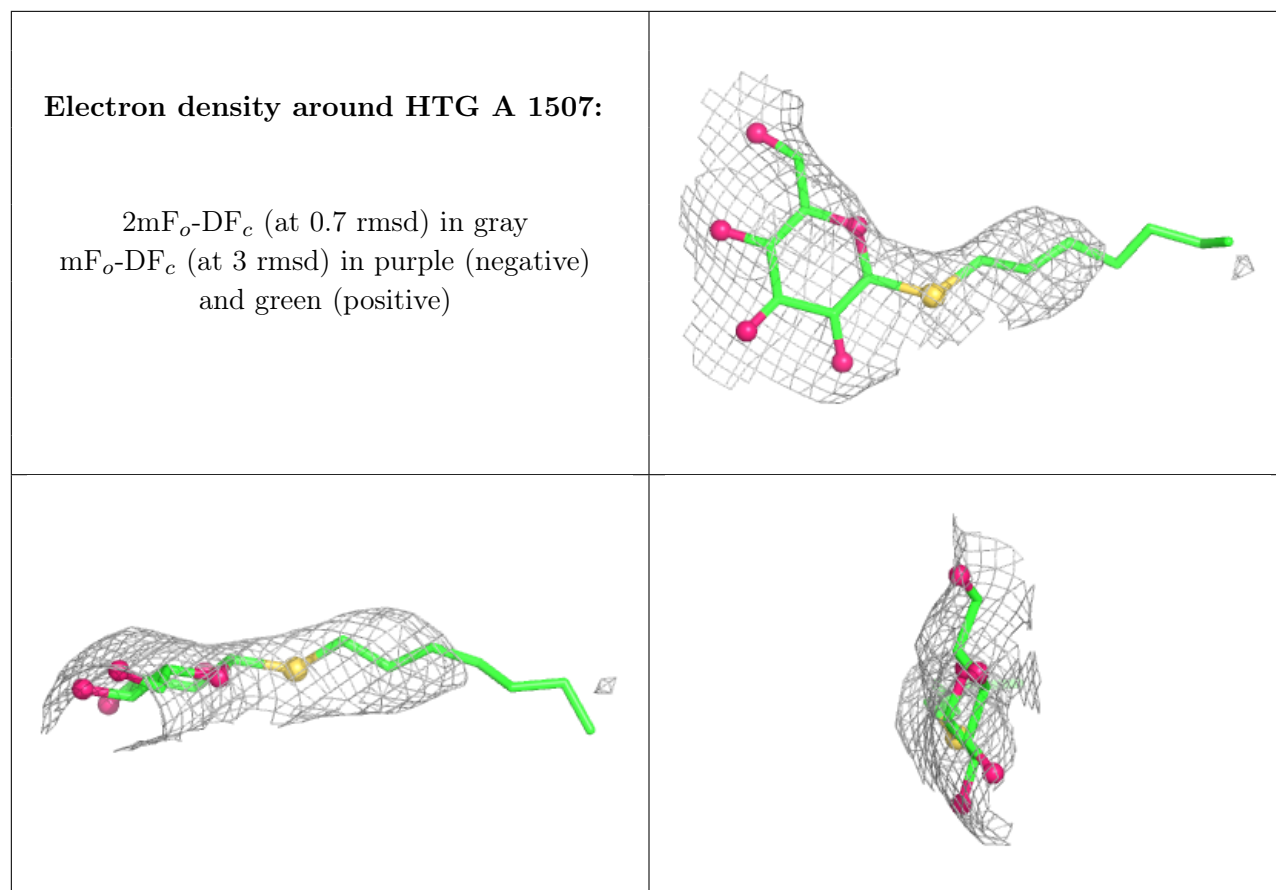 Electron density around HTG A 1507:
2mFo-DFc (at 0.7 rmsd) in gray
mFo-DFc (at 3 rmsd) in purple (negative)
and green (positive)